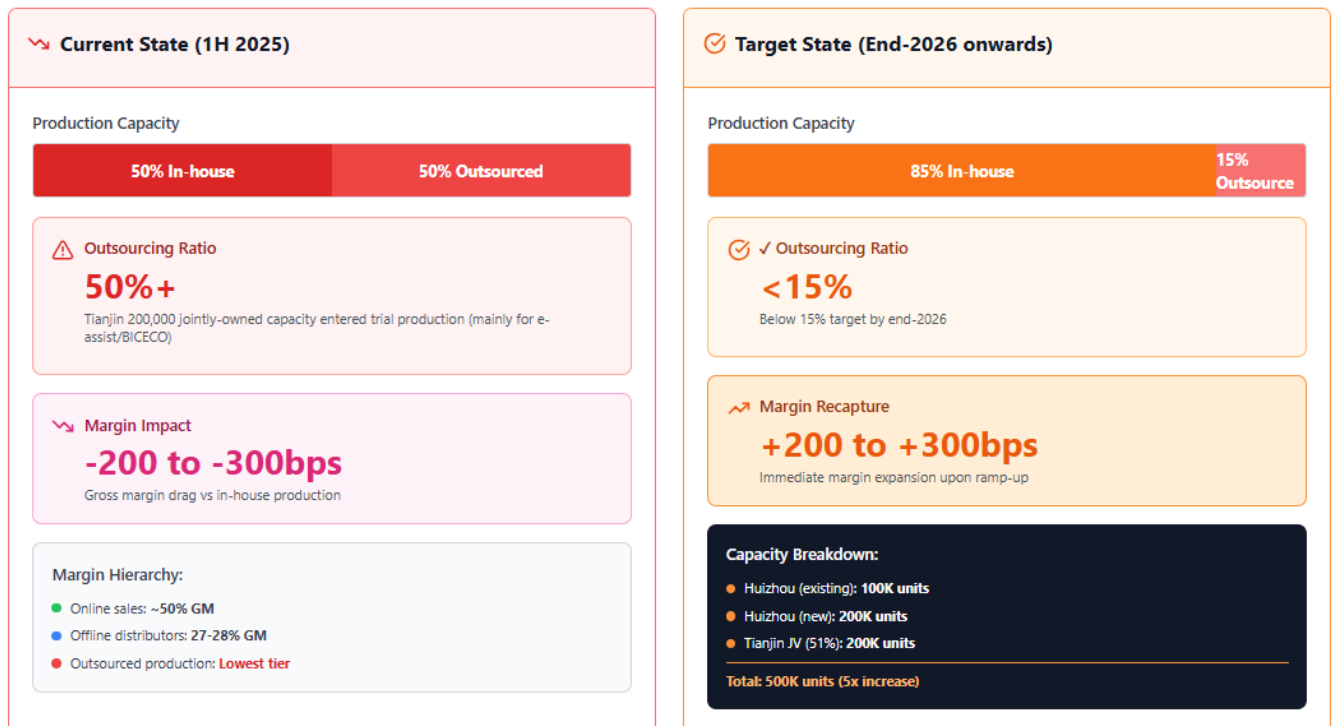 Current State (1H 2025)
Production Capacity
50% In-house
50% Outsourced
Outsourcing Ratio
50%+
Tianjin 200,000 jointly-owned capacity entered trial production (mainly for e-
assist/BICECO)
Margin Impact
-200 to -300bps
Gross margin drag vs in-house production
Margin Hierarchy:
Online sales: ~50% GM
Offline distributors: 27-28% GM
Outsourced production: Lowest tier
Target State (End-2026 onwards)
Production Capacity
85% In-house
15%
Outsource
✓ Outsourcing Ratio
<15%
Below 15% target by end-2026
Margin Recapture
+200 to +300bps
Immediate margin expansion upon ramp-up
Capacity Breakdown:
Huizhou (existing): 100K units
Huizhou (new): 200K units
Tianjin JV (51%): 200K units
Total: 500K units (5x increase)